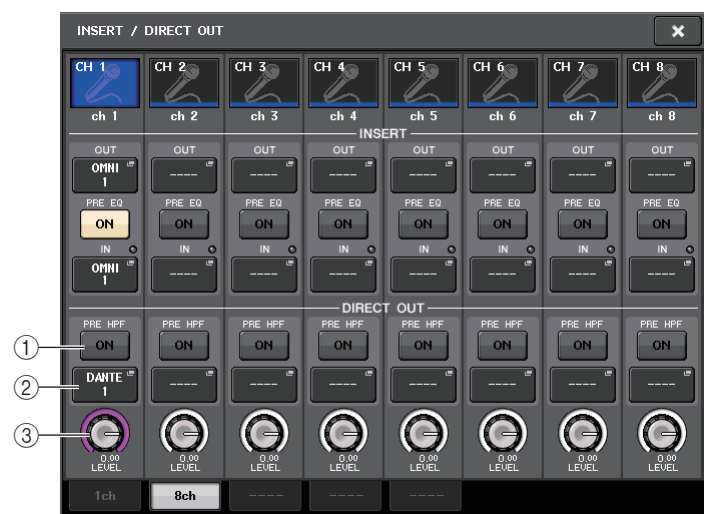 INSERT / DIRECT OUT
CH 1 CH 2 CH 3 CH 4 CH 5 CH 6 CH 7 CH 8
ch 1 ch 2 ch 3 ch 4 ch 5 ch 6 ch 7 ch 8
INSERT
OUT OUT OUT OUT OUT OUT OUT OUT
OMNI 1 ---- ---- ---- ---- ---- ---- ----
PRE EQ PRE EQ PRE EQ PRE EQ PRE EQ PRE EQ PRE EQ PRE EQ
ON ON ON ON ON ON ON ON
IN IN IN IN IN IN IN IN
OMNI 1 ---- ---- ---- ---- ---- ---- ----
DIRECT OUT
PRE HPF PRE HPF PRE HPF PRE HPF PRE HPF PRE HPF PRE HPF PRE HPF
① ON ON ON ON ON ON ON ON
② DANTE 1 ---- ---- ---- ---- ---- ---- ----
③ 0.00 0.00 0.00 0.00 0.00 0.00 0.00 0.00
LEVEL LEVEL LEVEL LEVEL LEVEL LEVEL LEVEL LEVEL
1ch 8ch ---- ---- ----